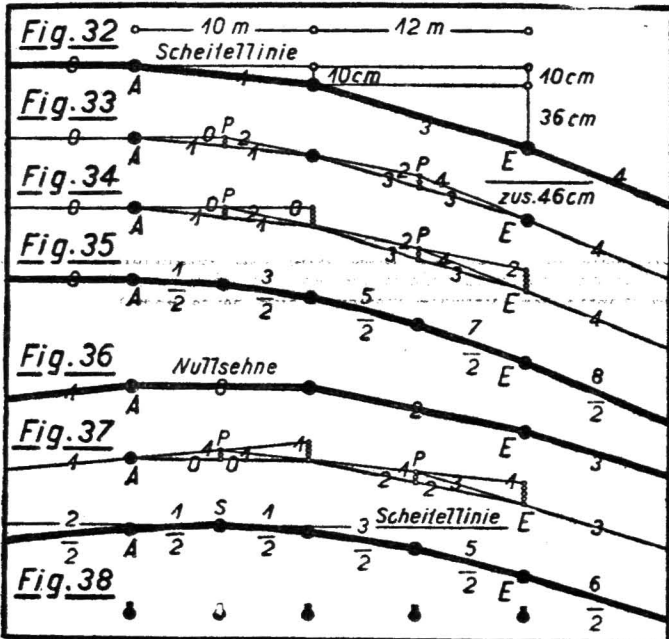 Fig.32 10 m 12 m
Scheitellinie
0 A 1 10cm 10cm
3 36cm
E 4
zus.46cm
Fig.33
0 A 0 P 2
1 1
2 P 4
3 3
E 4
Fig.34
0 A 0 P 0
1 2 1
2 P 2
3 4 3
E 4
Fig.35
0 A 1/2 3/2 5/2 7/2 E 8/2
Fig.36
Nullsehne
1 A 0 2 E 3
Fig.37
1 A 1 P 1
0 0
1 P 1
2 3 2
E 3
Fig.38
2/2 A 1/2 S 1/2 3/2 Scheitellinie
5/2 E 6/2